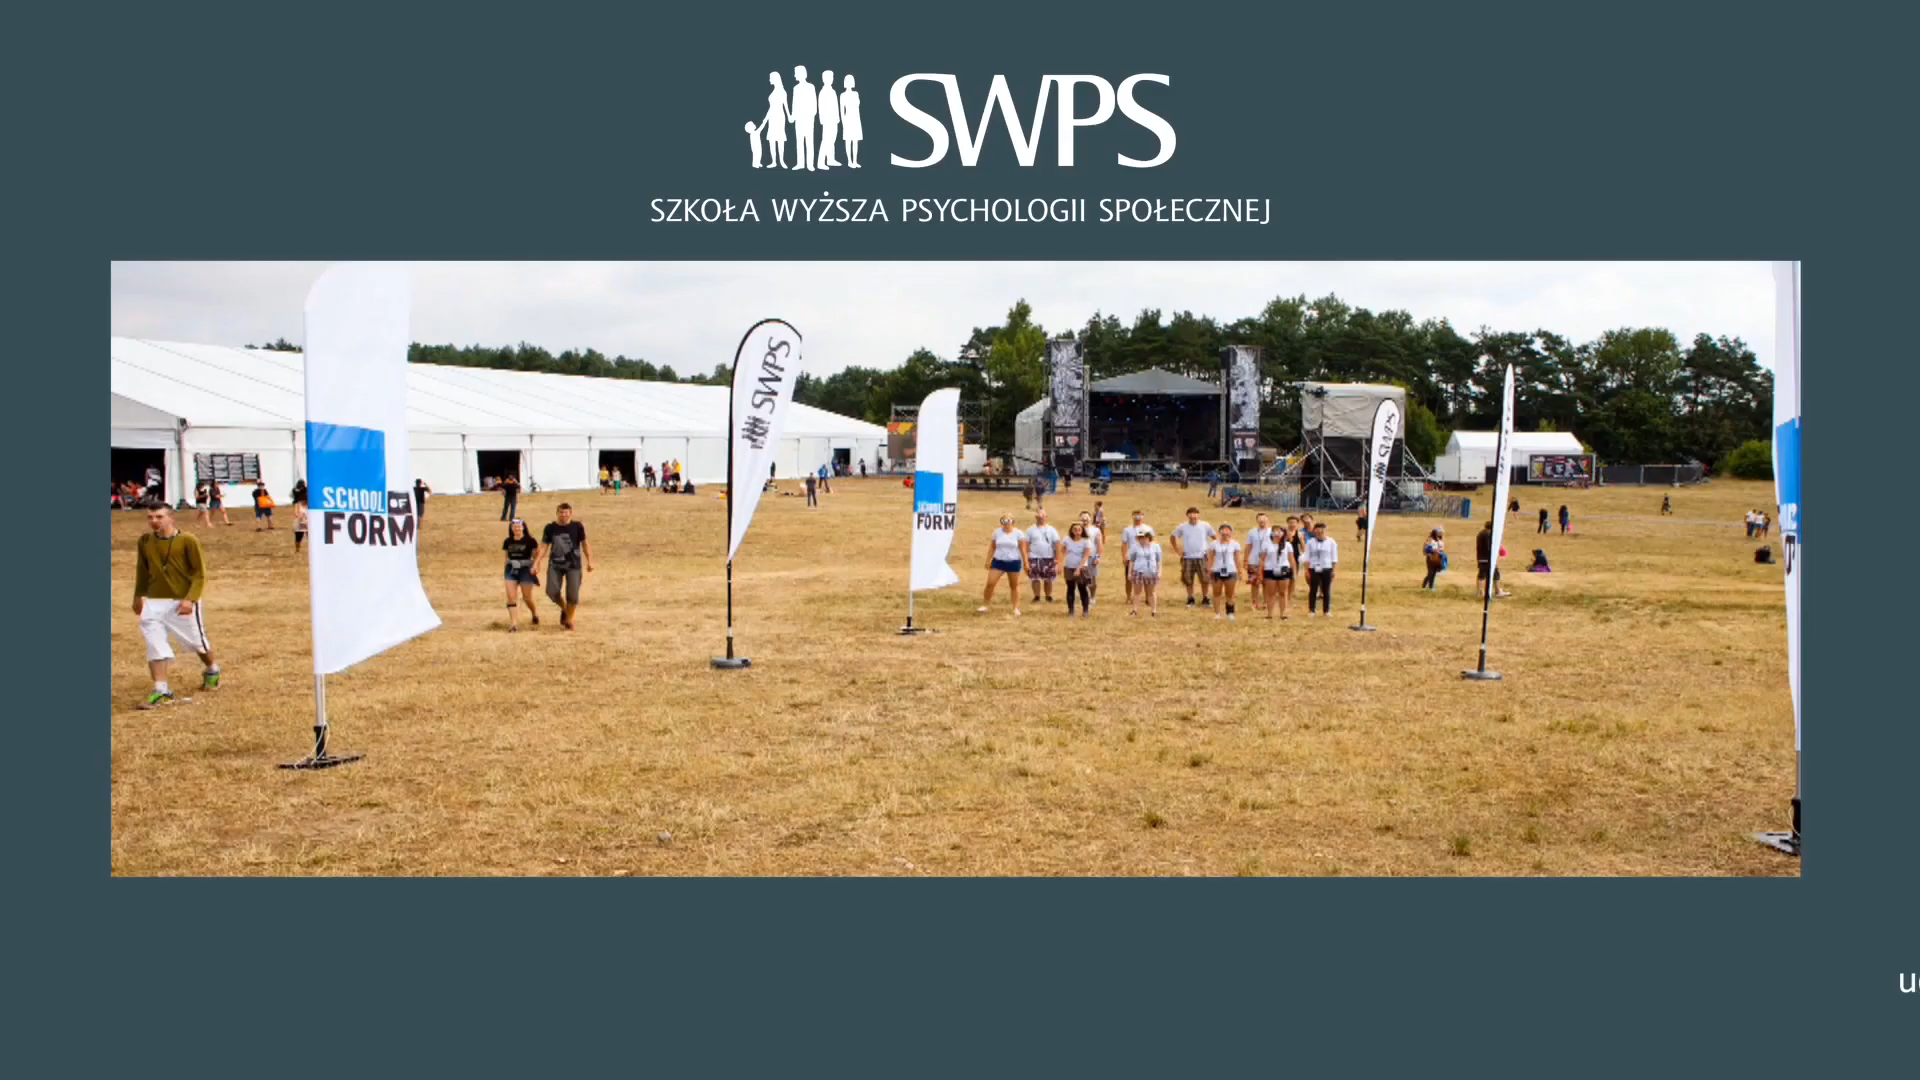 SWPS
SZKOŁA WYŻSZA PSYCHOLOGII SPOŁECZNEJ
SCHOOL OF
FORM
SWPS
SCHOOL OF
FORM
SWPS